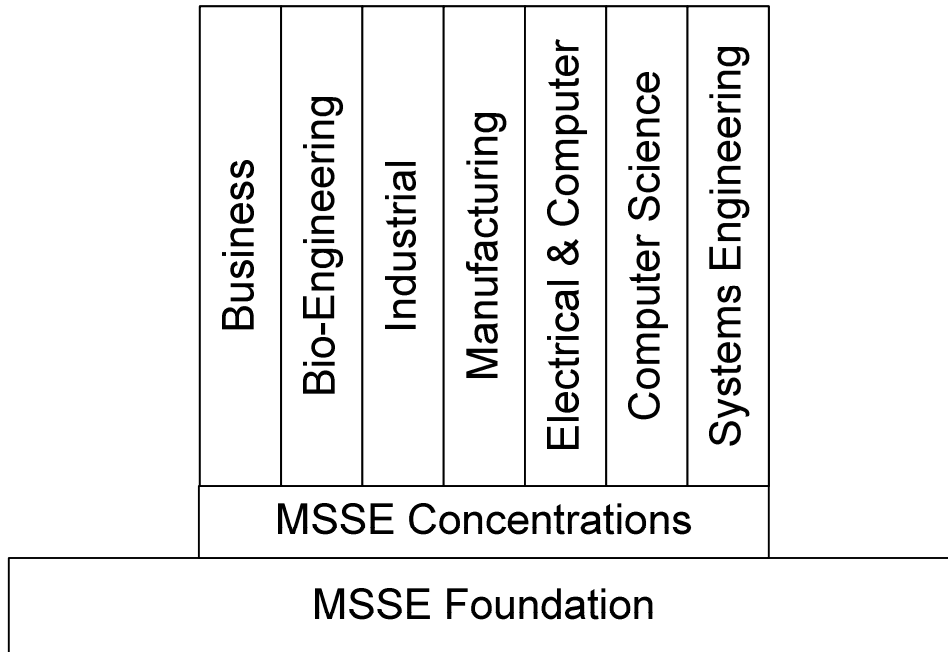 Business
Bio-Engineering
Industrial
Manufacturing
Electrical & Computer
Computer Science
Systems Engineering
MSSE Concentrations
MSSE Foundation